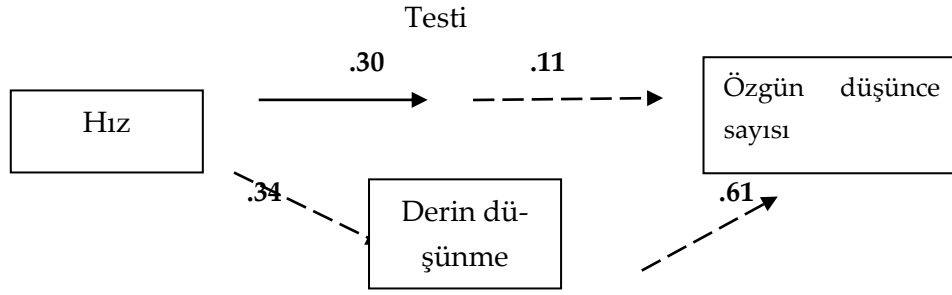 Testi
.30 .11
Hız
Özgün düşünce
sayısı
.34
Derin dü-
şünme
.61